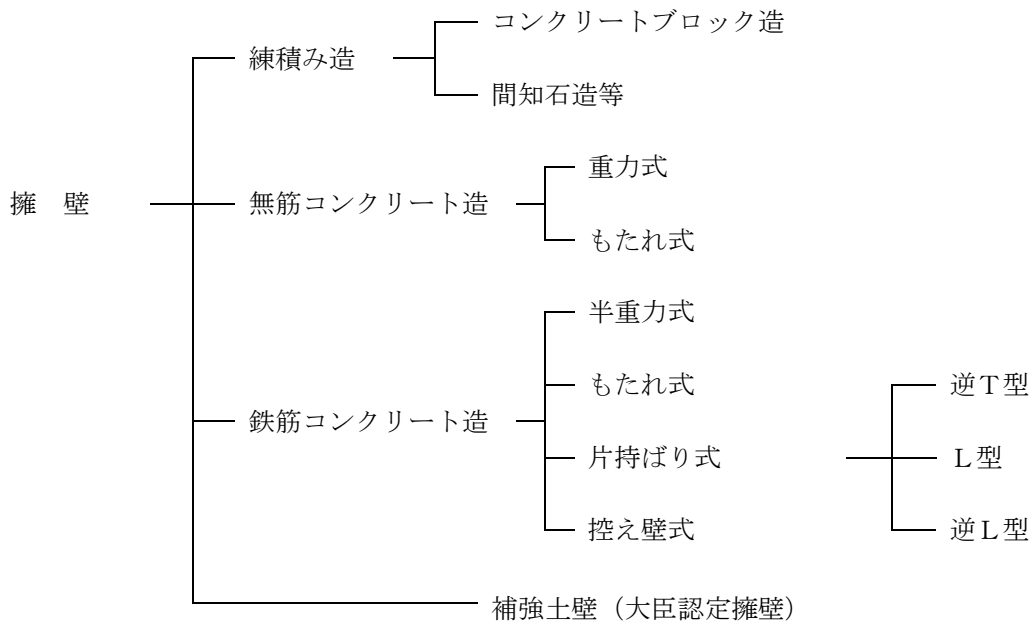 コンクリートブロック造
練積み造
間知石造等
重力式
擁　壁
無筋コンクリート造
もたれ式
半重力式
もたれ式
逆Ｔ型
鉄筋コンクリート造
片持ばり式
Ｌ型
控え壁式
逆Ｌ型
補強土壁（大臣認定擁壁）